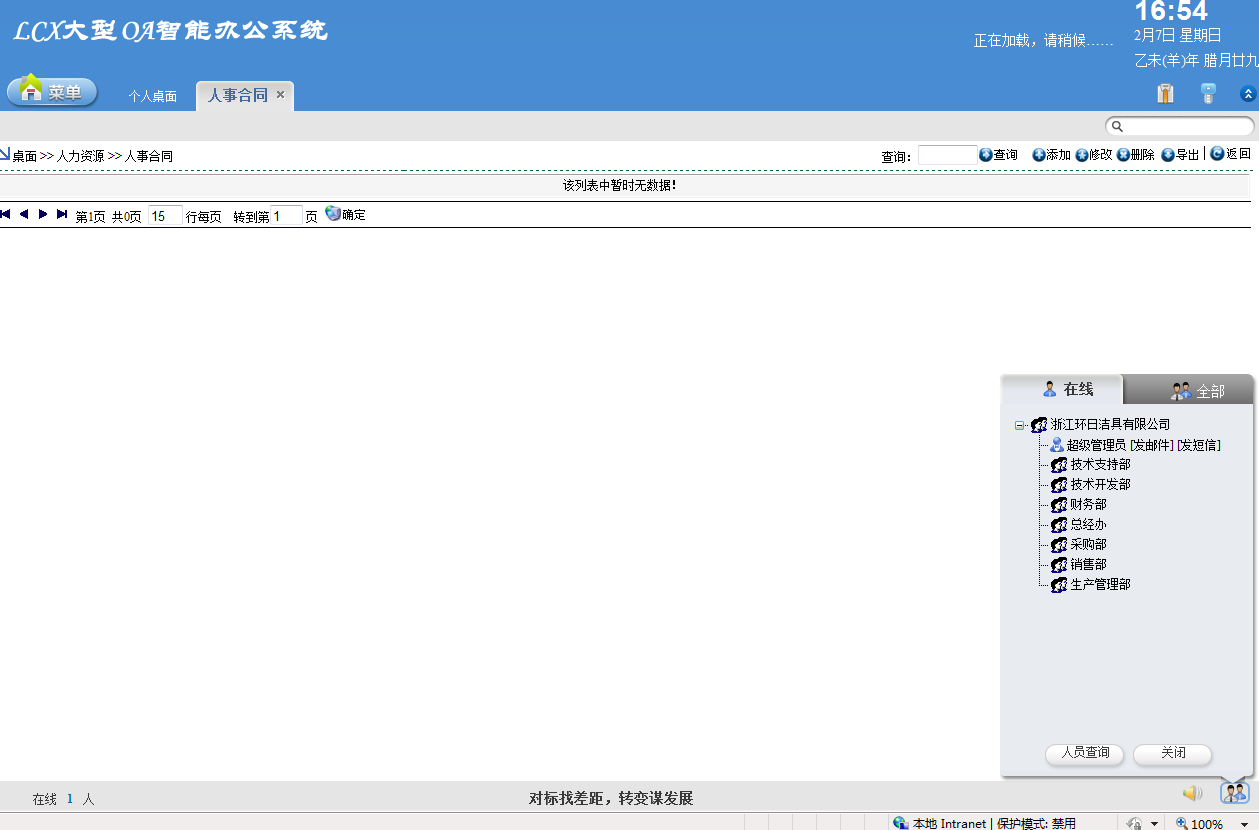 LCX大型OA智能办公系统
正在加载，请稍候......
16:54
2月7日 星期日
乙未(羊)年 腊月廿九
菜单
个人桌面
人事合同 ×
桌面 >> 人力资源 >> 人事合同
查询： 查询 添加 修改 删除 导出 | 返回
该列表中暂时无数据!
第1页 共0页 15 行每页 转到第 1 页 确定
在线
全部
浙江环日洁具有限公司
超级管理员 [发邮件] [发短信]
技术支持部
技术开发部
财务部
总经办
采购部
销售部
生产管理部
人员查询
关闭
在线 1 人
对标找差距，转变谋发展
本地 Intranet | 保护模式: 禁用
100%